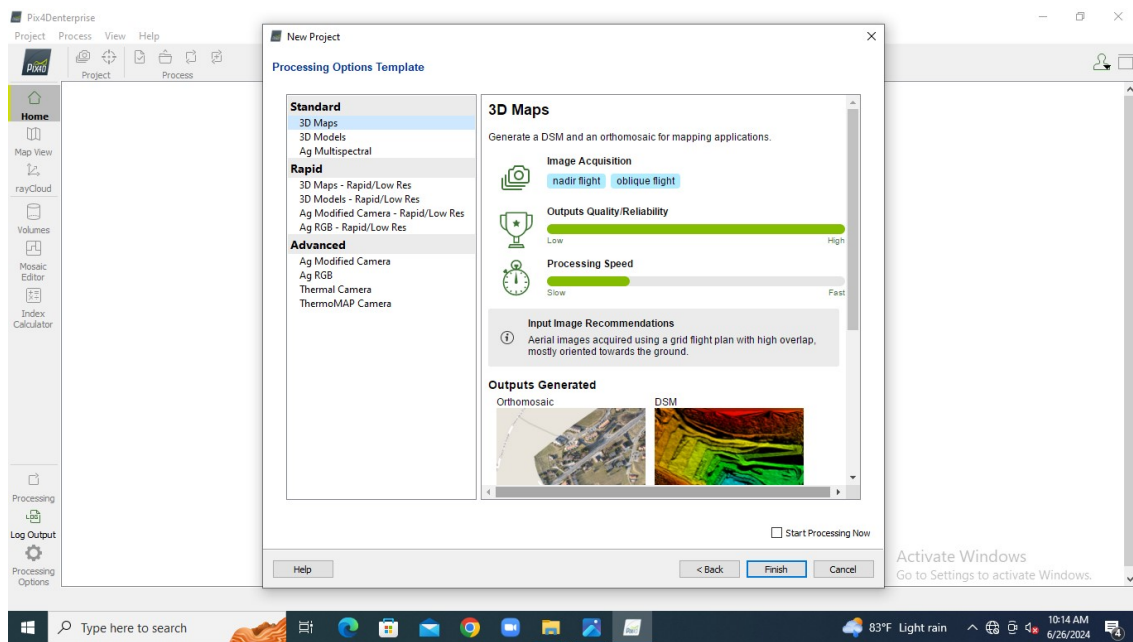 Pix4Denterprise
Project Process View Help
PIX4D
Project
Process
Home
Map View
rayCloud
Volumes
Mosaic
Editor
Index
Calculator
Processing
Log Output
Processing
Options
New Project
Processing Options Template
Standard
3D Maps
3D Models
Ag Multispectral
Rapid
3D Maps - Rapid/Low Res
3D Models - Rapid/Low Res
Ag Modified Camera - Rapid/Low Res
Ag RGB - Rapid/Low Res
Advanced
Ag Modified Camera
Ag RGB
Thermal Camera
ThermoMAP Camera
3D Maps
Generate a DSM and an orthomosaic for mapping applications.
Image Acquisition
nadir flight oblique flight
Outputs Quality/Reliability
Low High
Processing Speed
Slow Fast
Input Image Recommendations
Aerial images acquired using a grid flight plan with high overlap,
mostly oriented towards the ground.
Outputs Generated
Orthomosaic DSM
Start Processing Now
Help < Back Finish Cancel
Activate Windows
Go to Settings to activate Windows.
Type here to search
83°F Light rain
10:14 AM
6/26/2024
4